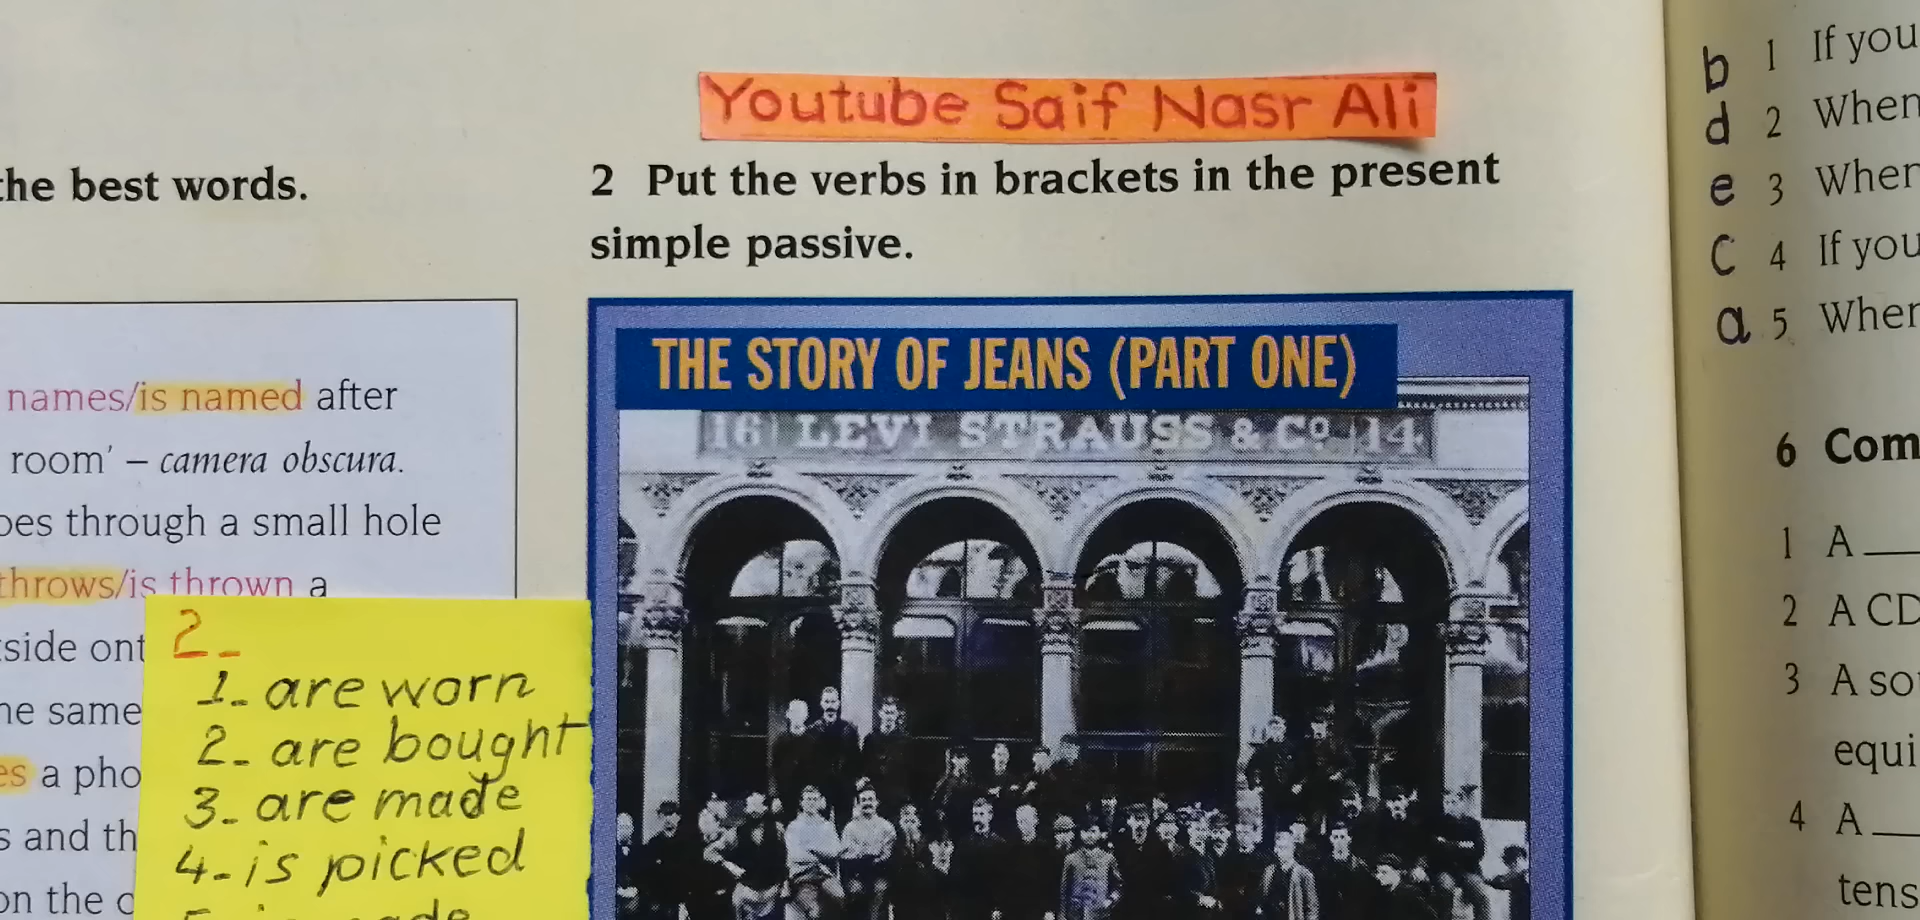 Youtube Saif Nasr Ali
the best words.
2 Put the verbs in brackets in the present
simple passive.
names/is named after
room' – camera obscura.
through a small hole
throws/is thrown a
side ont
same
a pho
and th
on the c
2-
1- are worn
2- are bought
3- are made
4- is picked
THE STORY OF JEANS (PART ONE)
16 LEVI STRAUSS & Co 14
b 1 If you
d 2 When
e 3 When
c 4 If you
a 5 When
6 Com
1 A
2 A CD
3 A so
equi
4 A
tens